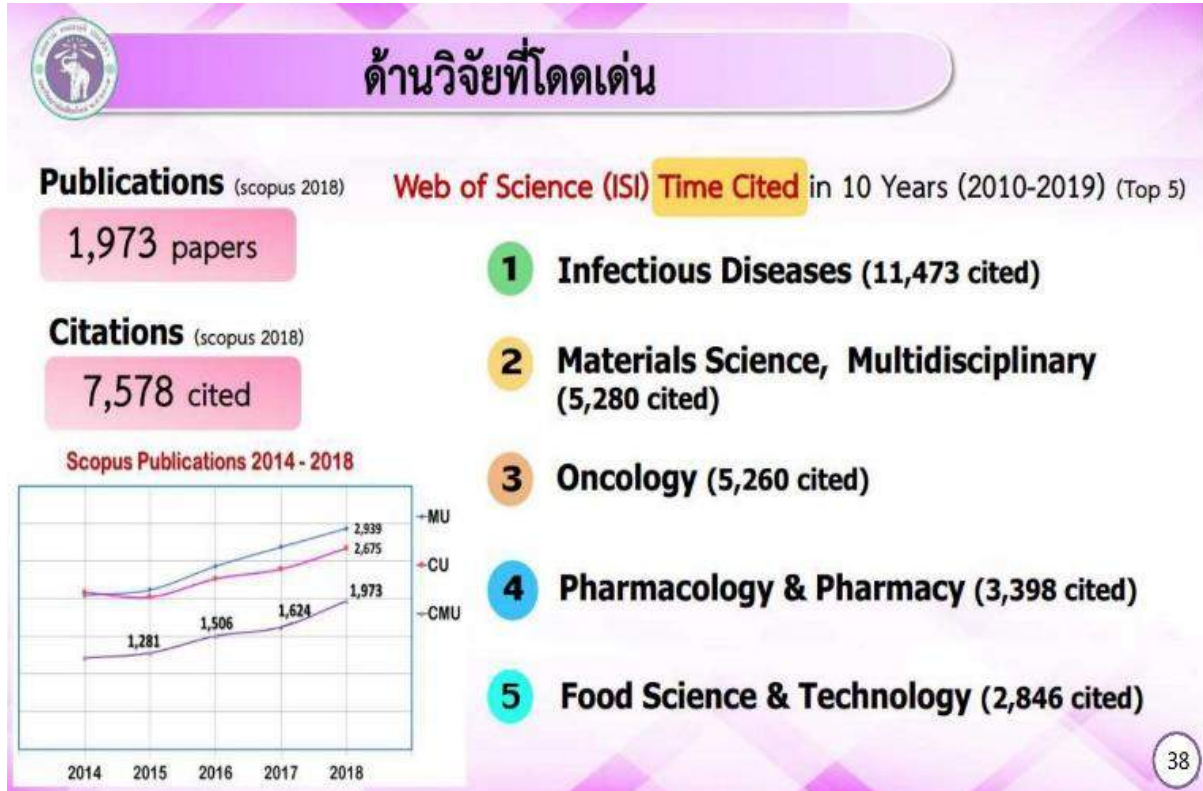 ด้านวิจัยที่โดดเด่น
Publications (scopus 2018)
1,973 papers
Citations (scopus 2018)
7,578 cited
Scopus Publications 2014 - 2018
MU
2,939
2,675
CU
1,973
CMU
1,624
1,506
1,281
2014 2015 2016 2017 2018
Web of Science (ISI) Time Cited in 10 Years (2010-2019) (Top 5)
1 Infectious Diseases (11,473 cited)
2 Materials Science, Multidisciplinary
(5,280 cited)
3 Oncology (5,260 cited)
4 Pharmacology & Pharmacy (3,398 cited)
5 Food Science & Technology (2,846 cited)
38